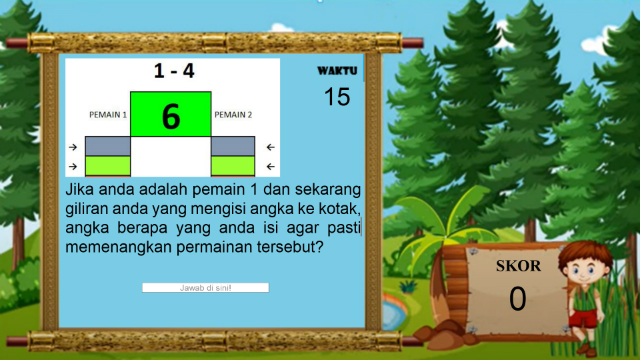 1 - 4
WAKTU
15
PEMAIN 1
6
PEMAIN 2
Jika anda adalah pemain 1 dan sekarang
giliran anda yang mengisi angka ke kotak,
angka berapa yang anda isi agar pasti
memenangkan permainan tersebut?
Jawab di sini!
SKOR
0